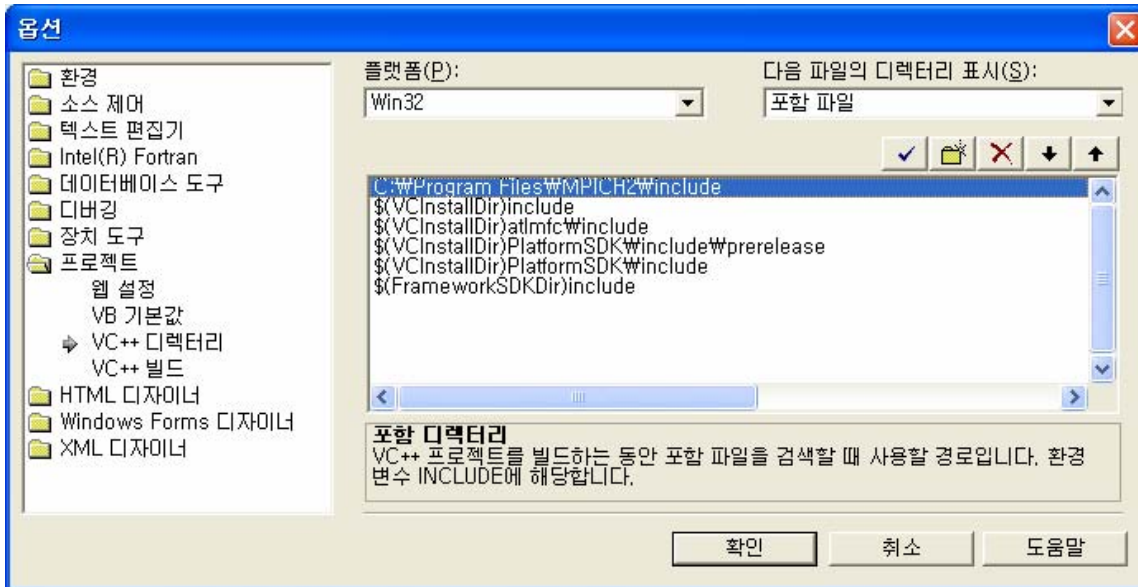 옵션
환경
소스 제어
텍스트 편집기
Intel(R) Fortran
데이터베이스 도구
디버깅
장치 도구
프로젝트
웹 설정
VB 기본값
VC++ 디렉터리
VC++ 빌드
HTML 디자이너
Windows Forms 디자이너
XML 디자이너
플랫폼(P):
Win32
다음 파일의 디렉터리 표시(S):
포함 파일
C:₩Program Files₩MPICH2₩include
$(VCInstallDir)include
$(VCInstallDir)atlmfc₩include
$(VCInstallDir)PlatformSDK₩include₩prerelease
$(VCInstallDir)PlatformSDK₩include
$(FrameworkSDKDir)include
포함 디렉터리
VC++ 프로젝트를 빌드하는 동안 포함 파일을 검색할 때 사용할 경로입니다. 환경
변수 INCLUDE에 해당합니다.
확인
취소
도움말